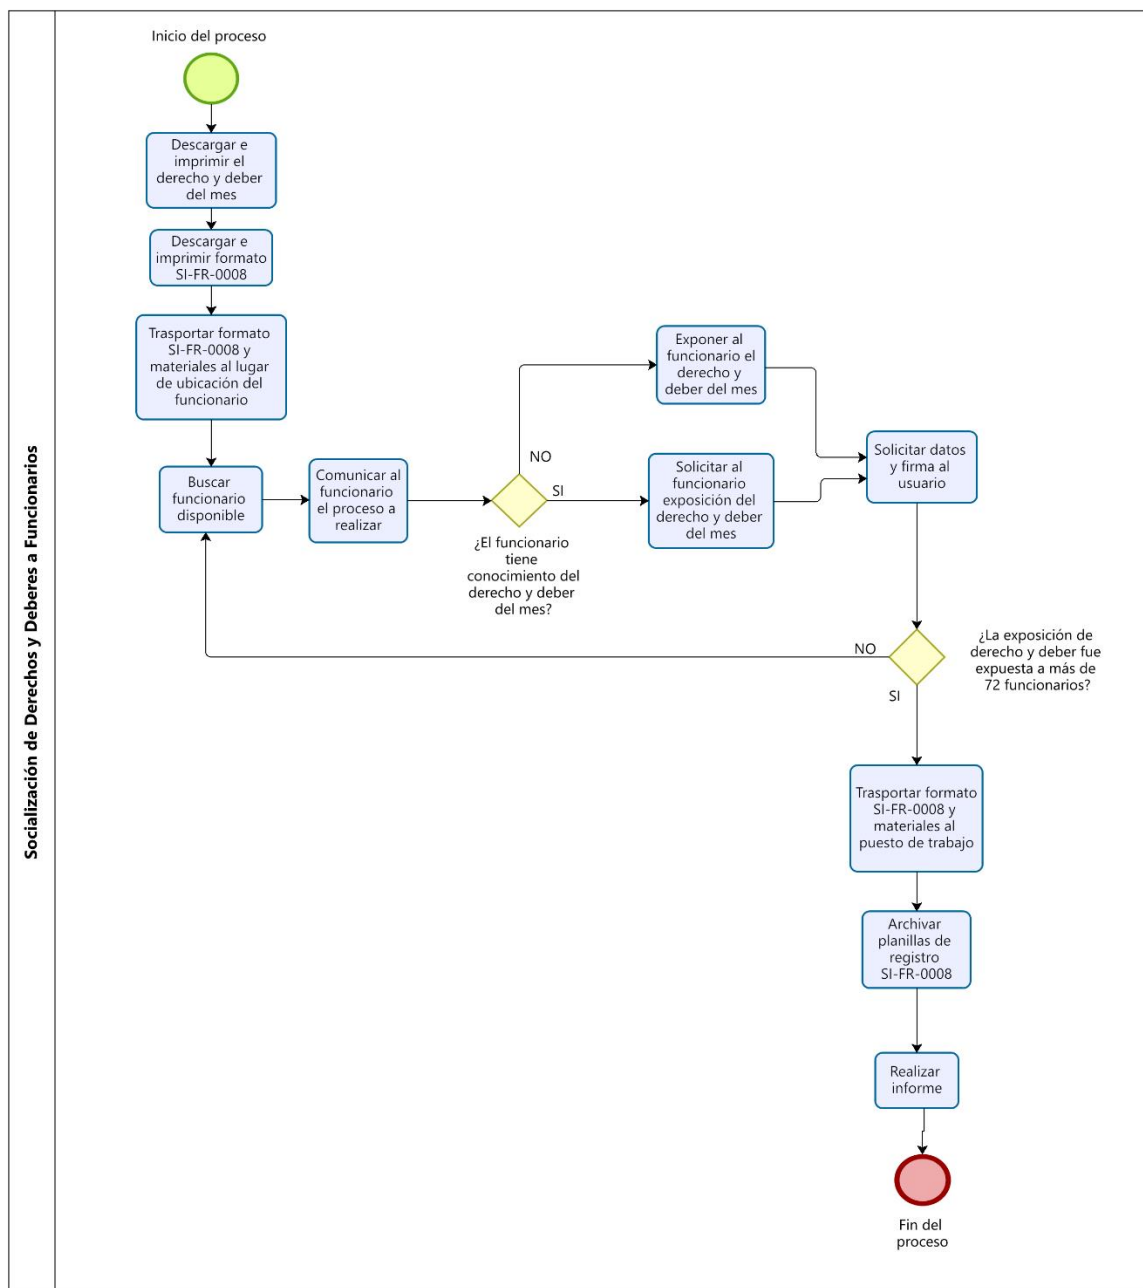 Socialización de Derechos y Deberes a Funcionarios
Inicio del proceso
Descargar e
imprimir el
derecho y deber
del mes
Descargar e
imprimir formato
SI-FR-0008
Trasportar formato
SI-FR-0008 y
materiales al lugar
de ubicación del
funcionario
Buscar
funcionario
disponible
Comunicar al
funcionario
el proceso a
realizar
¿El funcionario
tiene
conocimiento del
derecho y deber
del mes?
NO
Exponer al
funcionario el
derecho y
deber del mes
SI
Solicitar al
funcionario
exposición del
derecho y deber
del mes
Solicitar datos
y firma al
usuario
¿La exposición de
derecho y deber fue
expuesta a más de
72 funcionarios?
NO
SI
Trasportar formato
SI-FR-0008 y
materiales al
puesto de trabajo
Archivar
planillas de
registro
SI-FR-0008
Realizar
informe
Fin del
proceso